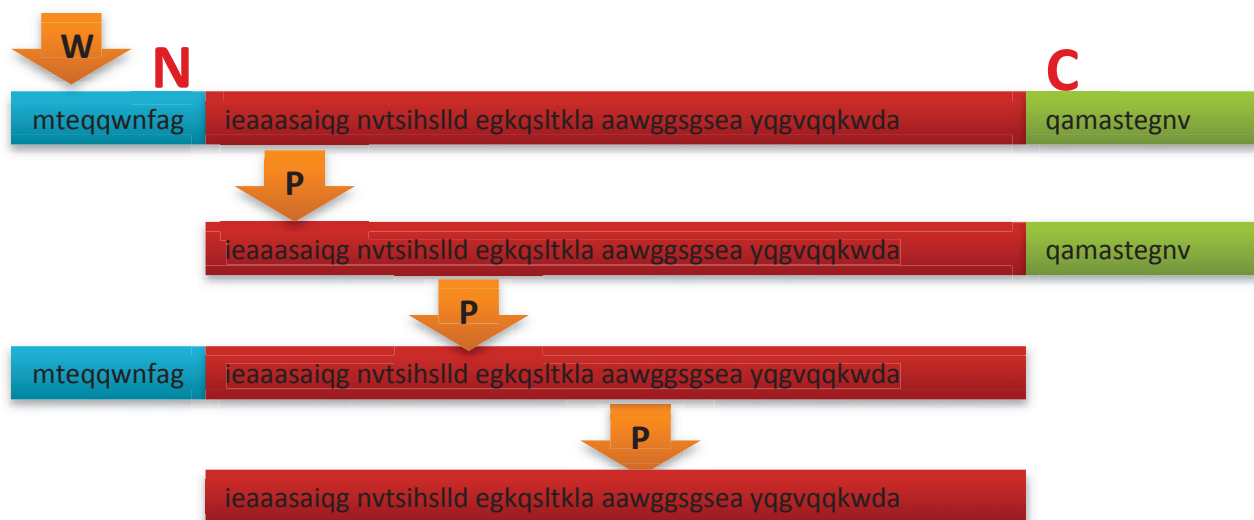 W
N C
mteqqwnfag ieaaasaiqg nvtsihslld egkqsltkla aawggsgsea yqgvqqkwda qamastegnv
P
ieaaasaiqg nvtsihslld egkqsltkla aawggsgsea yqgvqqkwda qamastegnv
P
mteqqwnfag ieaaasaiqg nvtsihslld egkqsltkla aawggsgsea yqgvqqkwda
P
ieaaasaiqg nvtsihslld egkqsltkla aawggsgsea yqgvqqkwda